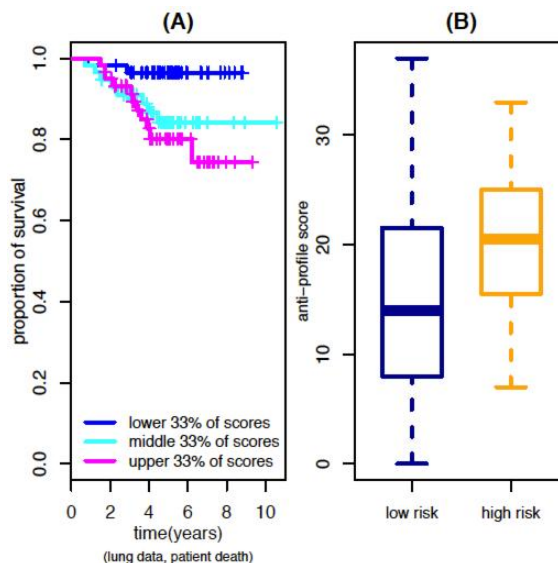 (A)
proportion of survival
1.0
0.8
0.6
0.4
0.2
0.0
lower 33% of scores
middle 33% of scores
upper 33% of scores
0 2 4 6 8 10
time(years)
(lung data, patient death)
(B)
anti−profile score
30
20
10
0
low risk high risk